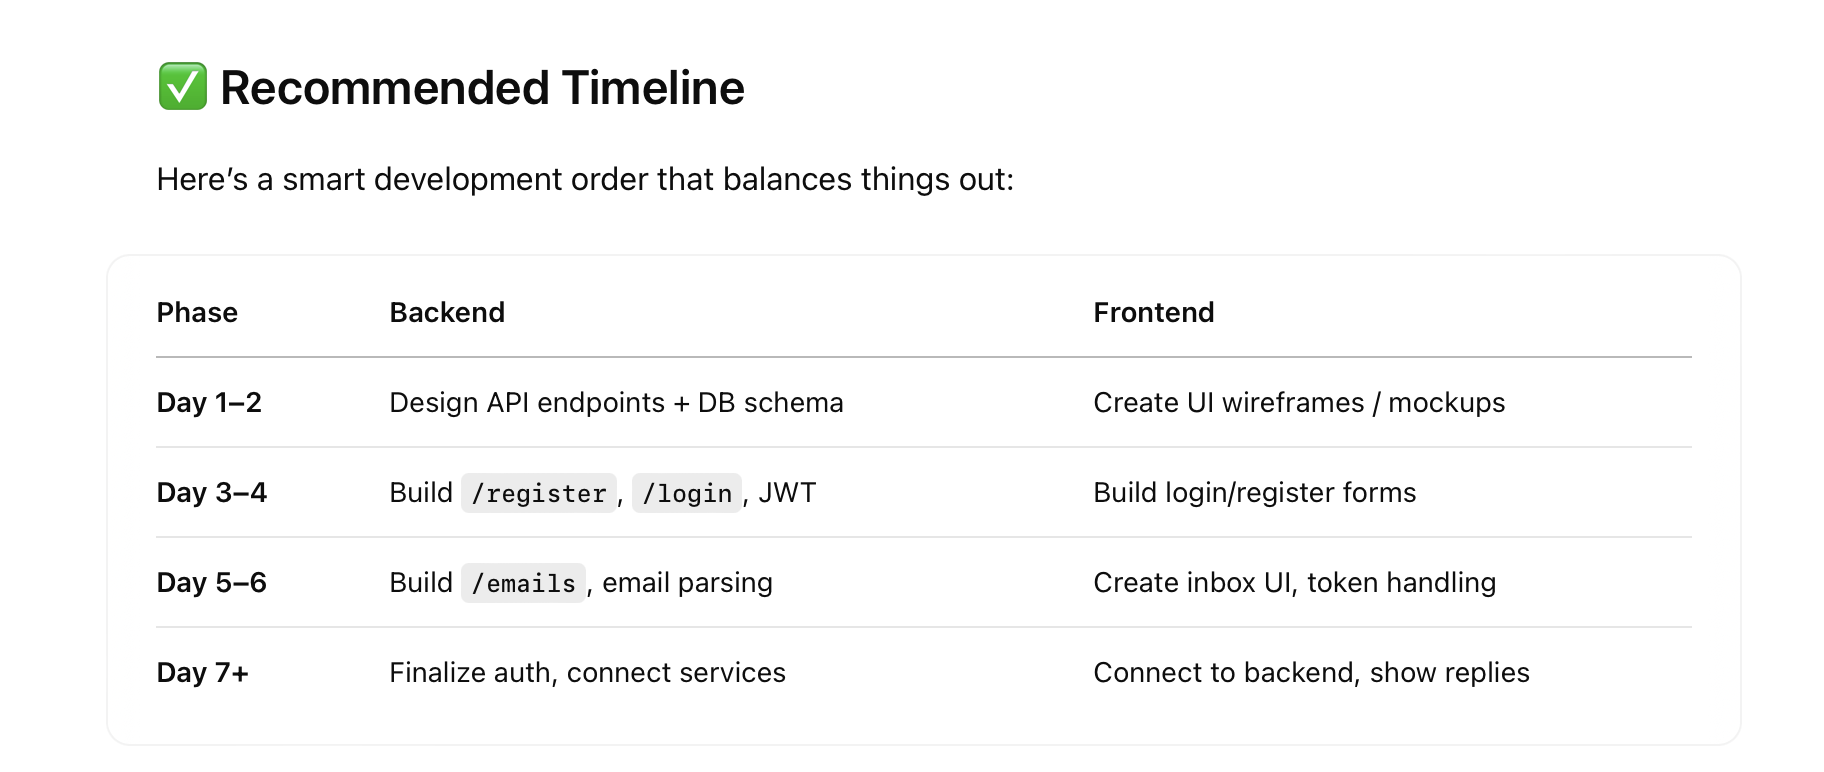 ✅ Recommended Timeline
Here’s a smart development order that balances things out:
Phase Backend Frontend
Day 1–2 Design API endpoints + DB schema Create UI wireframes / mockups
Day 3–4 Build /register, /login, JWT Build login/register forms
Day 5–6 Build /emails, email parsing Create inbox UI, token handling
Day 7+ Finalize auth, connect services Connect to backend, show replies